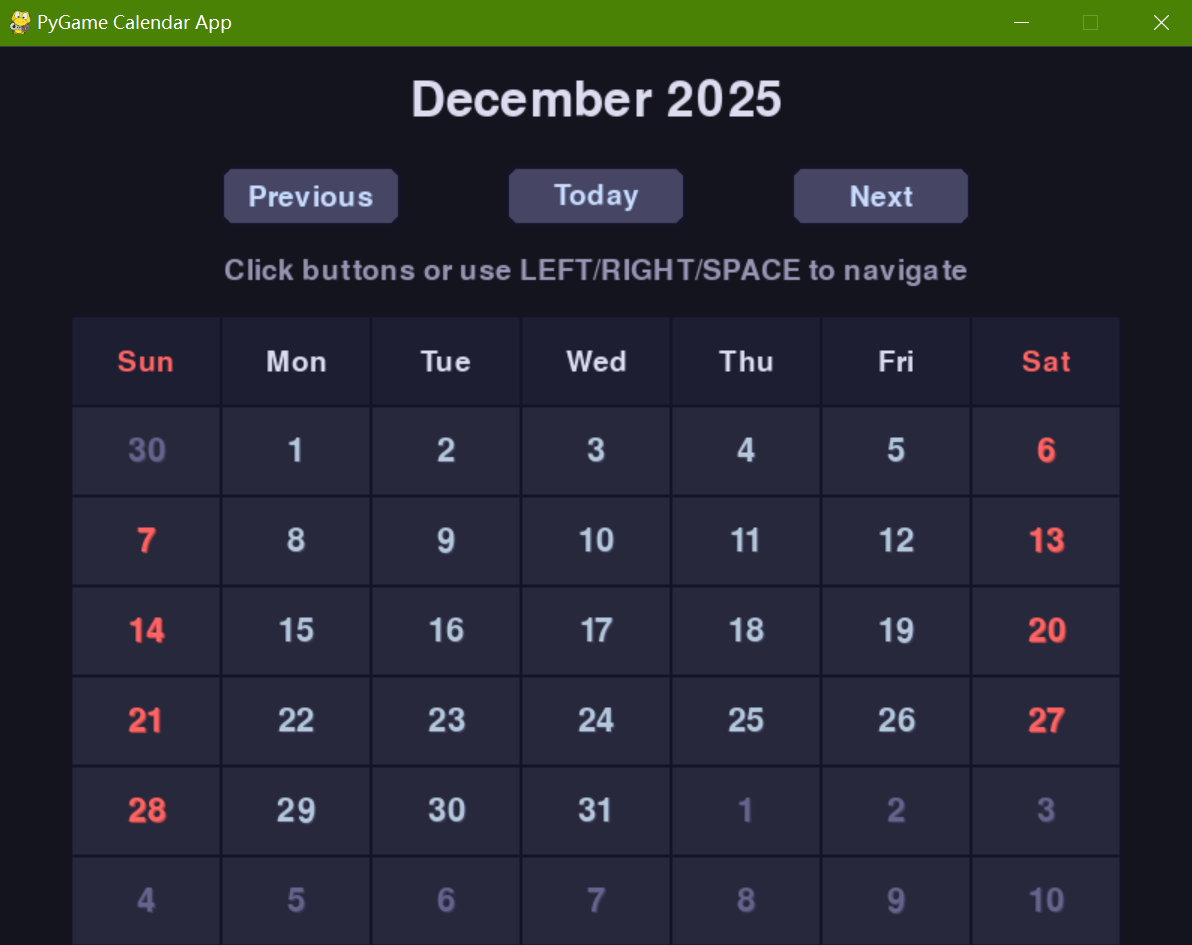 PyGame Calendar App
December 2025
Previous Today Next
Click buttons or use LEFT/RIGHT/SPACE to navigate
Sun Mon Tue Wed Thu Fri Sat
30 1 2 3 4 5 6
7 8 9 10 11 12 13
14 15 16 17 18 19 20
21 22 23 24 25 26 27
28 29 30 31 1 2 3
4 5 6 7 8 9 10